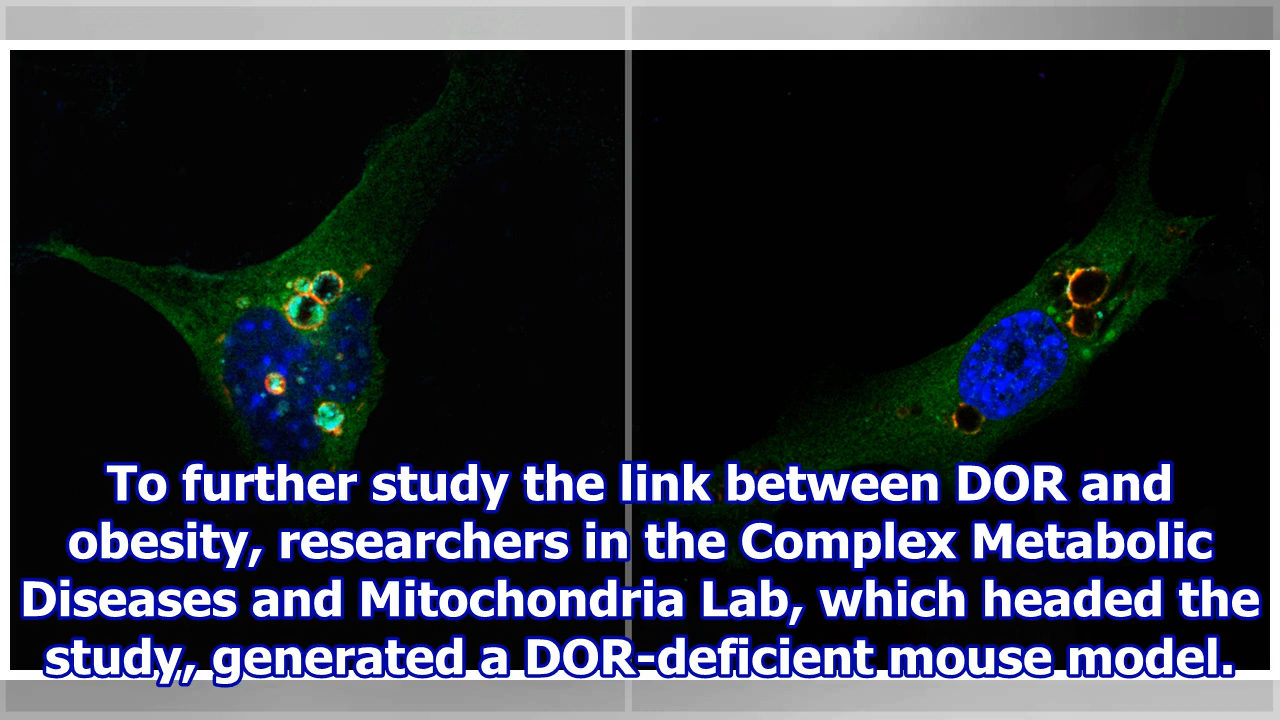 To further study the link between DOR and
obesity, researchers in the Complex Metabolic
Diseases and Mitochondria Lab, which headed the
study, generated a DOR-deficient mouse model.